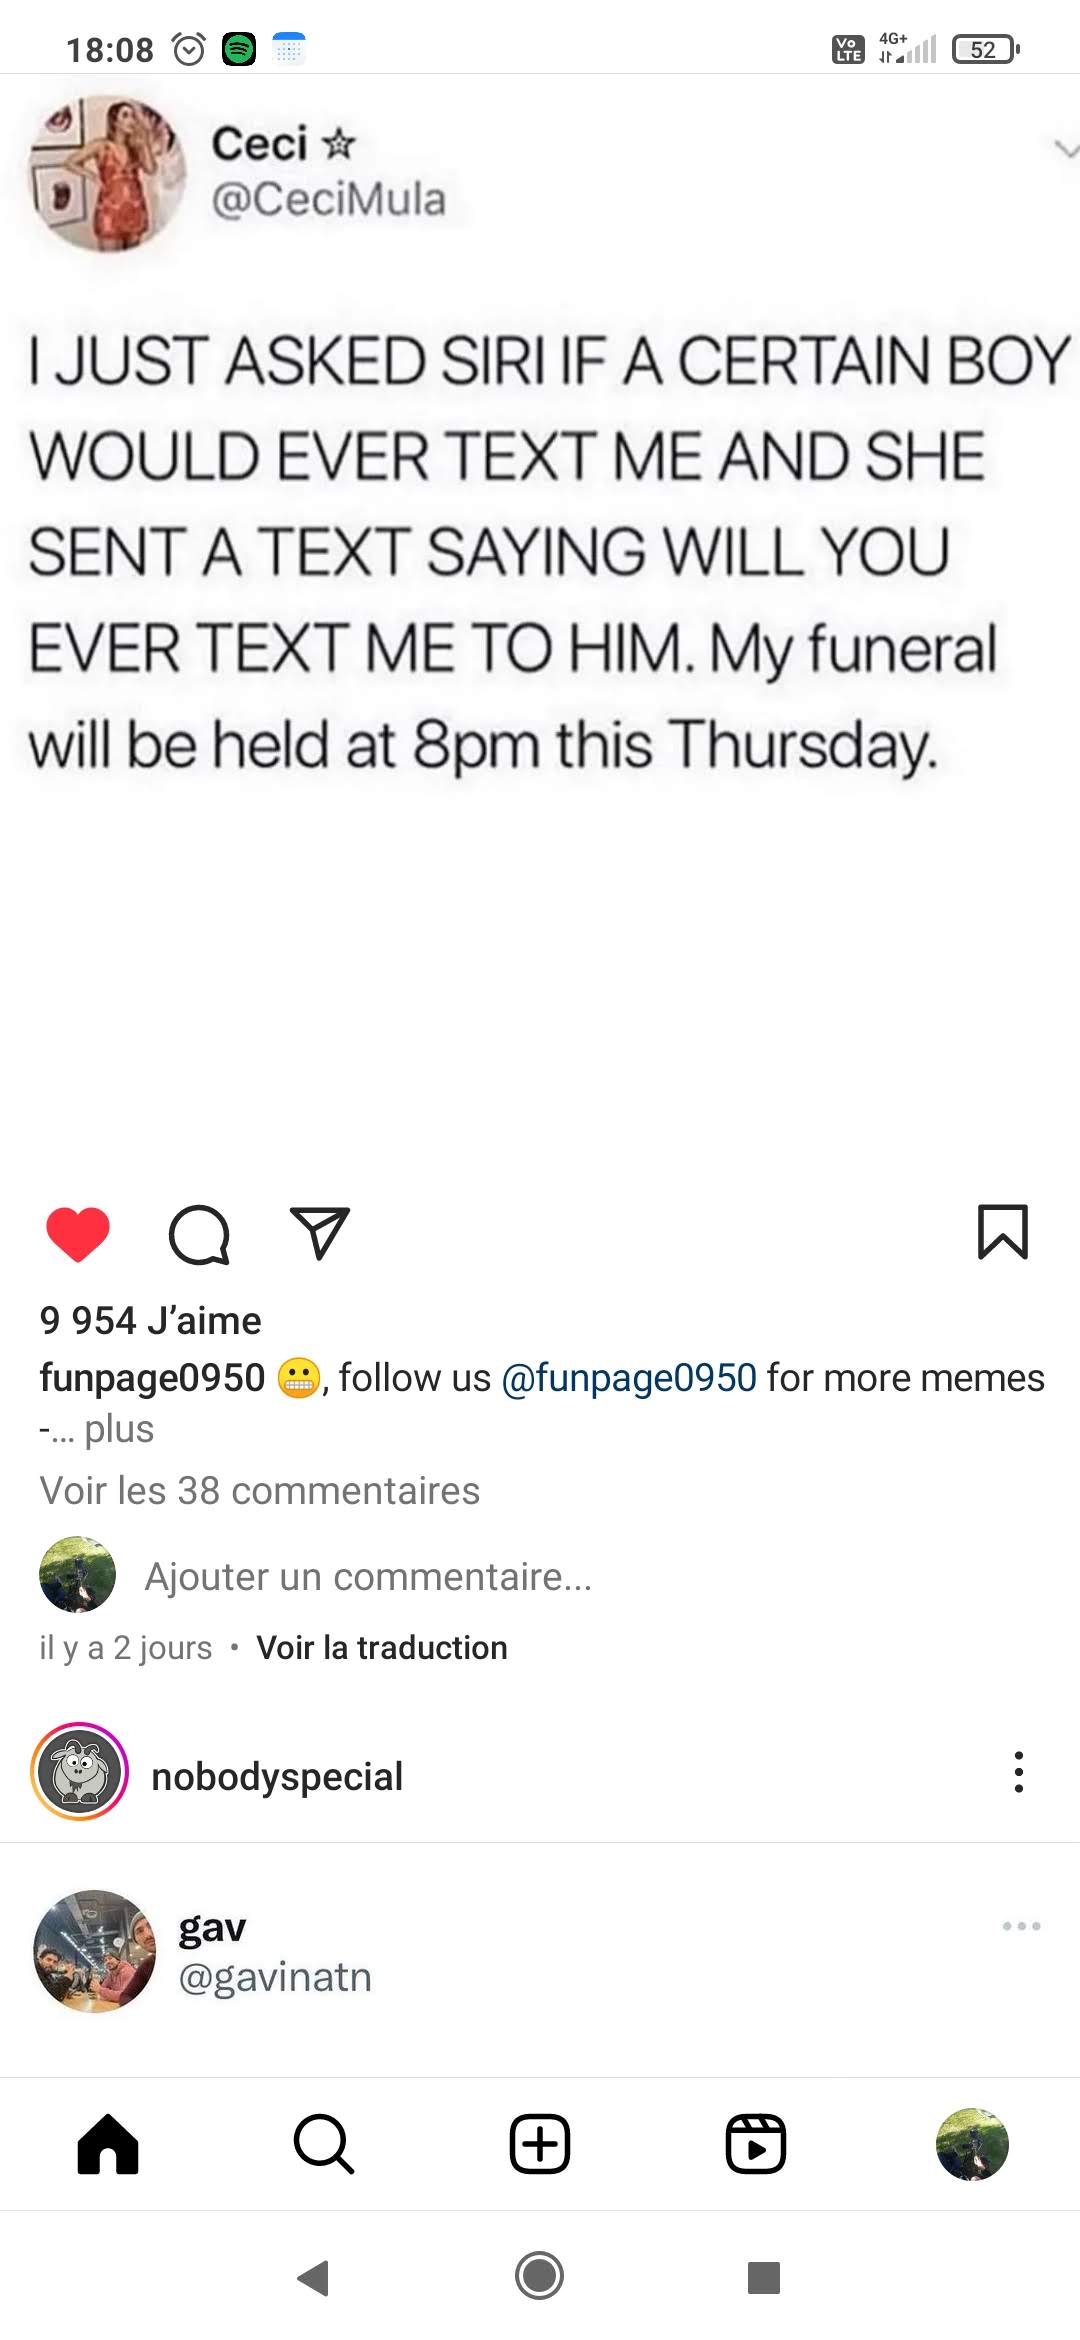 18:08
Vo LTE
4G+
52
Ceci ☆
@CeciMula
I JUST ASKED SIRI IF A CERTAIN BOY
WOULD EVER TEXT ME AND SHE
SENT A TEXT SAYING WILL YOU
EVER TEXT ME TO HIM. My funeral
will be held at 8pm this Thursday.
9 954 J’aime
funpage0950 😬, follow us @funpage0950 for more memes
-... plus
Voir les 38 commentaires
Ajouter un commentaire...
il y a 2 jours • Voir la traduction
nobodyspecial
gav
@gavinatn